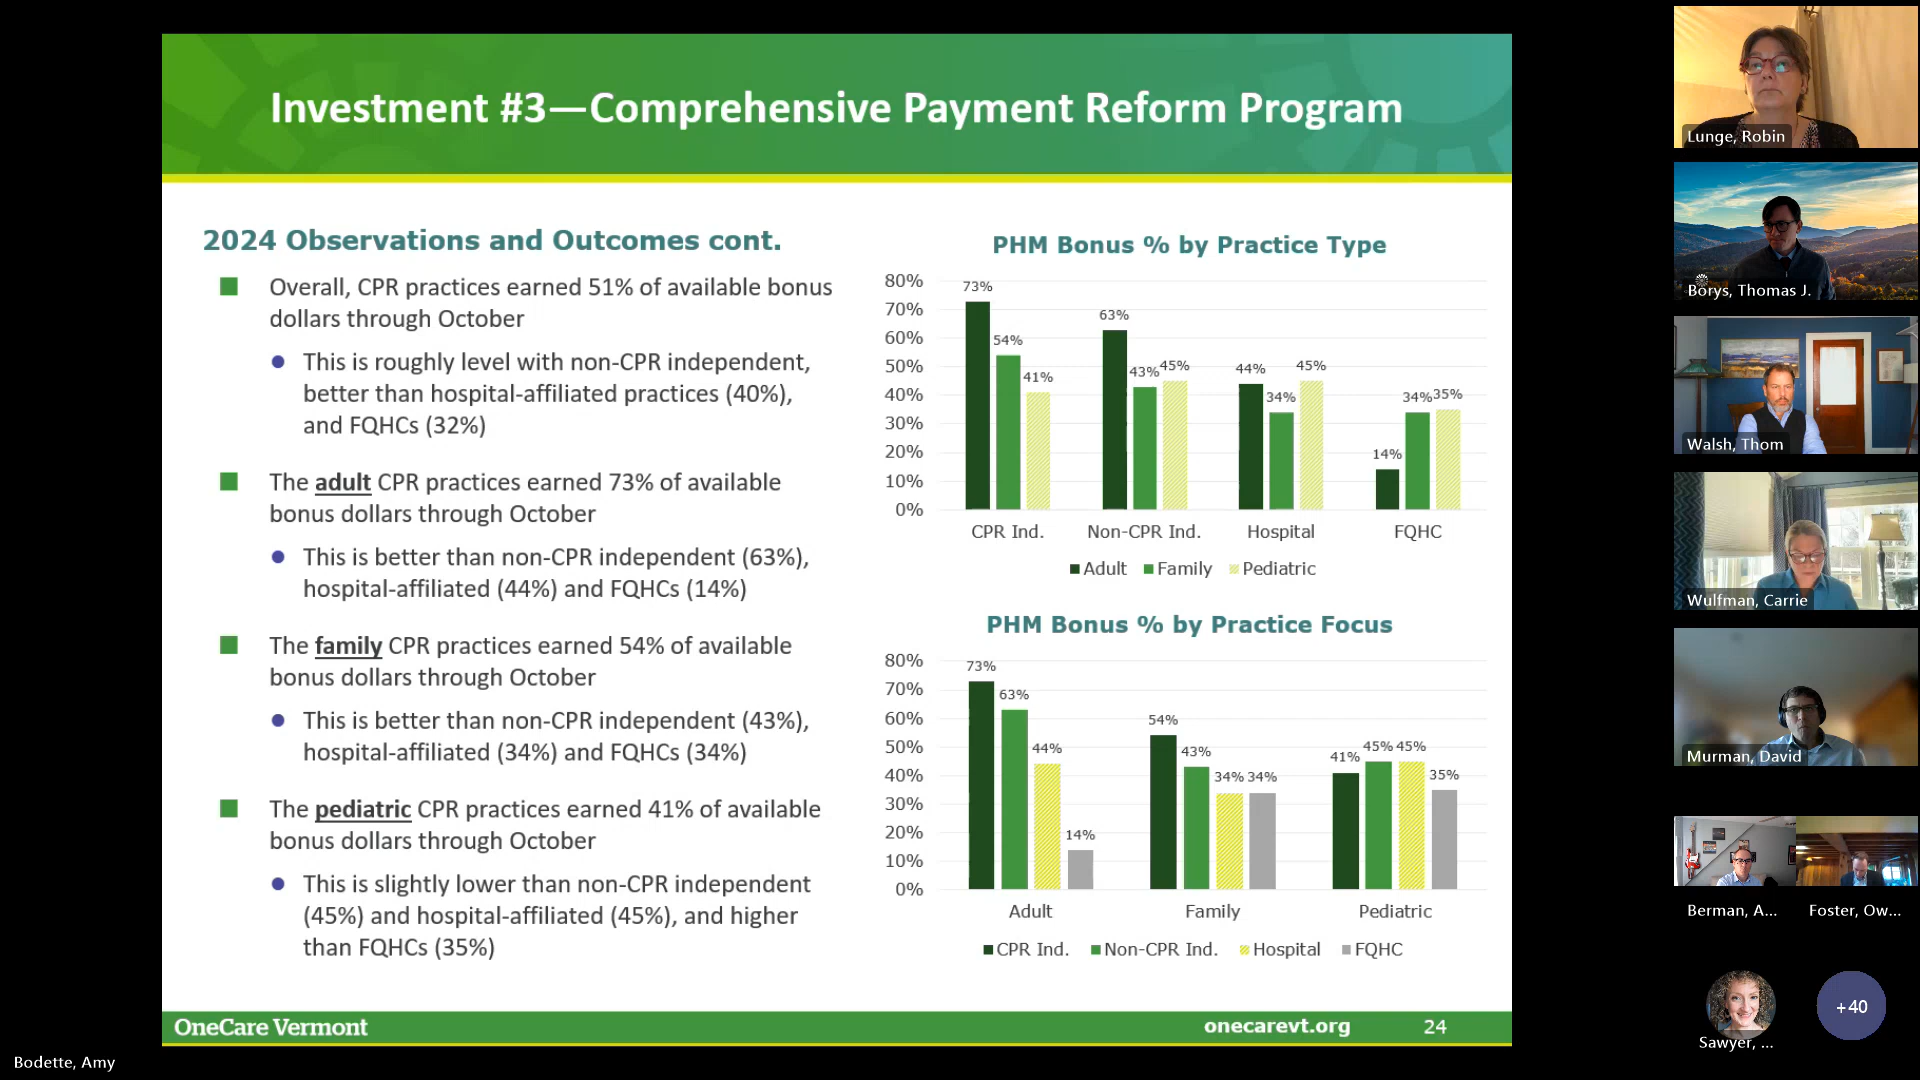 Investment #3—Comprehensive Payment Reform Program
2024 Observations and Outcomes cont.
Overall, CPR practices earned 51% of available bonus
dollars through October
This is roughly level with non-CPR independent,
better than hospital-affiliated practices (40%),
and FQHCs (32%)
The adult CPR practices earned 73% of available
bonus dollars through October
This is better than non-CPR independent (63%),
hospital-affiliated (44%) and FQHCs (14%)
The family CPR practices earned 54% of available
bonus dollars through October
This is better than non-CPR independent (43%),
hospital-affiliated (34%) and FQHCs (34%)
The pediatric CPR practices earned 41% of available
bonus dollars through October
This is slightly lower than non-CPR independent
(45%) and hospital-affiliated (45%), and higher
than FQHCs (35%)
PHM Bonus % by Practice Type
80%
70%
60%
50%
40%
30%
20%
10%
0%
73%
54%
41%
63%
43%
45%
44%
34%
45%
14%
34%
35%
CPR Ind.
Non-CPR Ind.
Hospital
FQHC
Adult
Family
Pediatric
PHM Bonus % by Practice Focus
80%
70%
60%
50%
40%
30%
20%
10%
0%
73%
63%
44%
14%
54%
43%
34%
34%
41%
45%
45%
35%
Adult
Family
Pediatric
CPR Ind.
Non-CPR Ind.
Hospital
FQHC
OneCare Vermont
onecarevt.org
24
Lunge, Robin
Borys, Thomas J.
Walsh, Thom
Wulfman, Carrie
Murman, David
Berman, A...
Foster, Ow...
Sawyer, ...
+40
Bodette, Amy